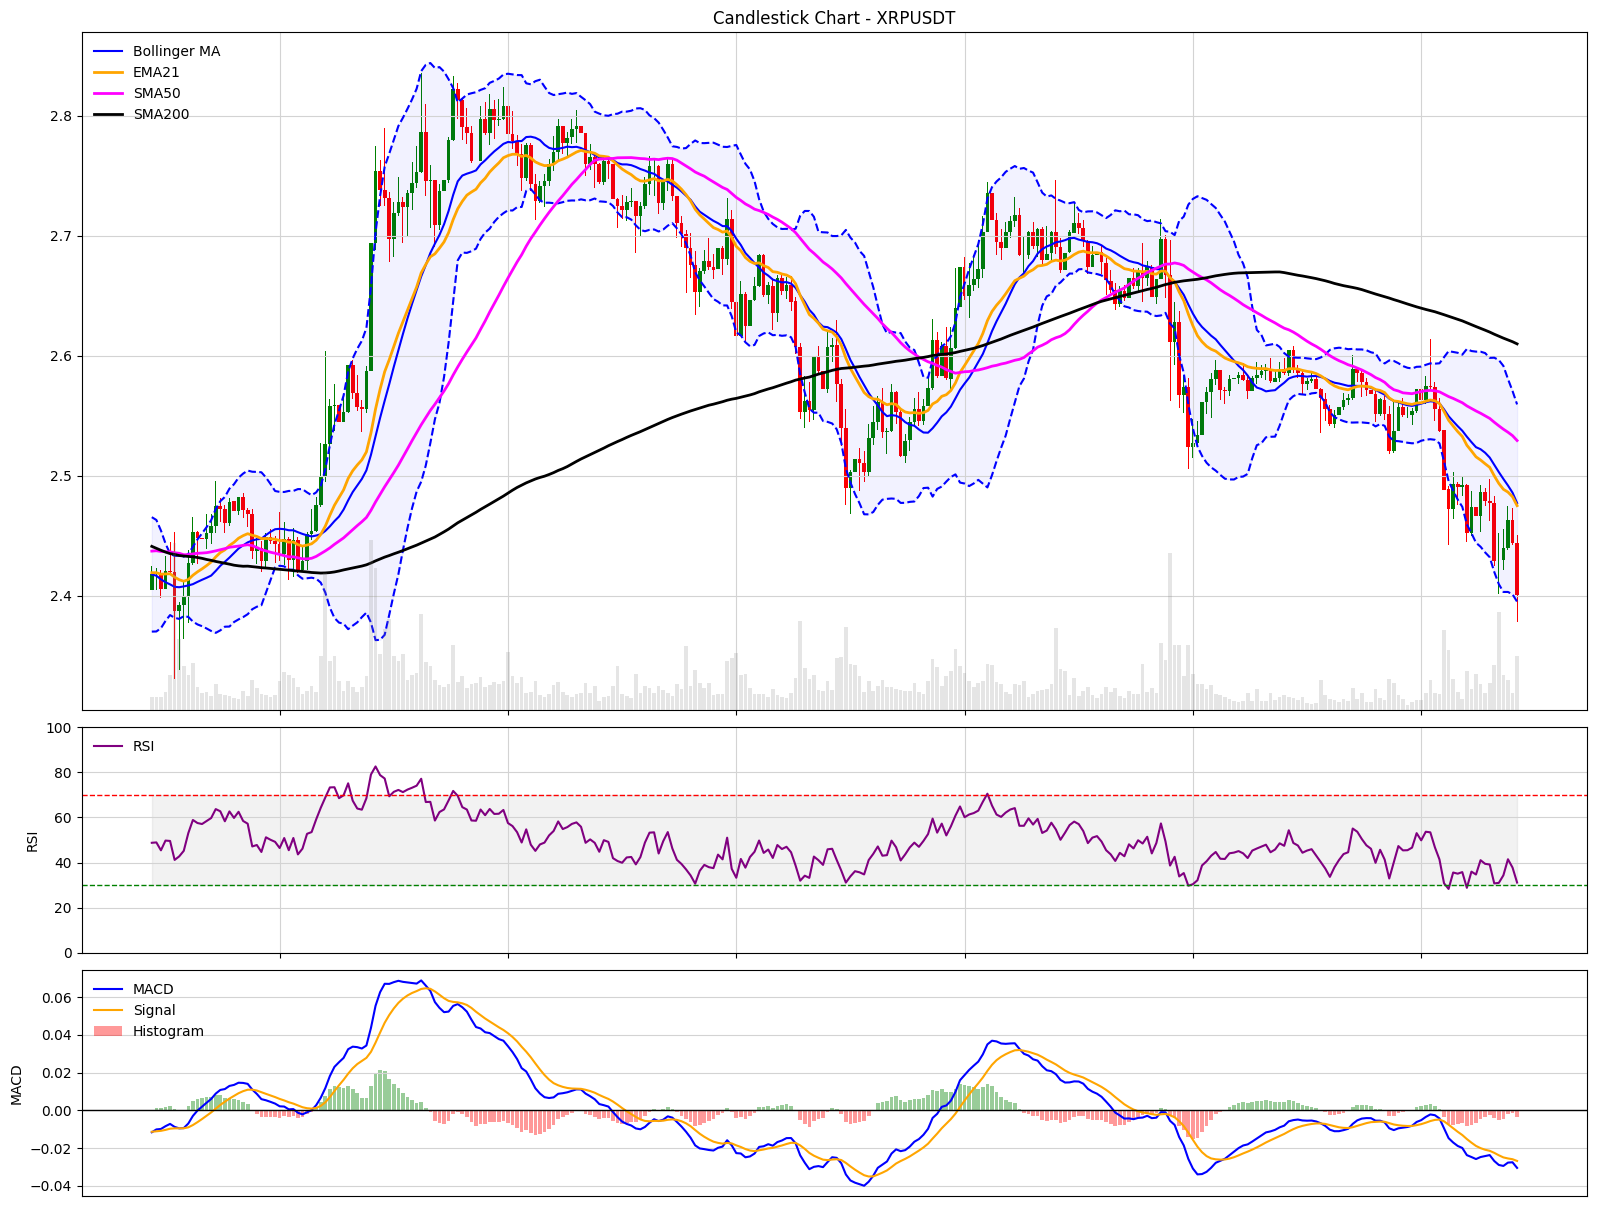 Candlestick Chart - XRPUSDT
Bollinger MA
EMA21
SMA50
SMA200
2.8
2.7
2.6
2.5
2.4
RSI
100
80
60
40
20
0
RSI
MACD
Signal
Histogram
0.06
0.04
0.02
0.00
−0.02
−0.04
MACD